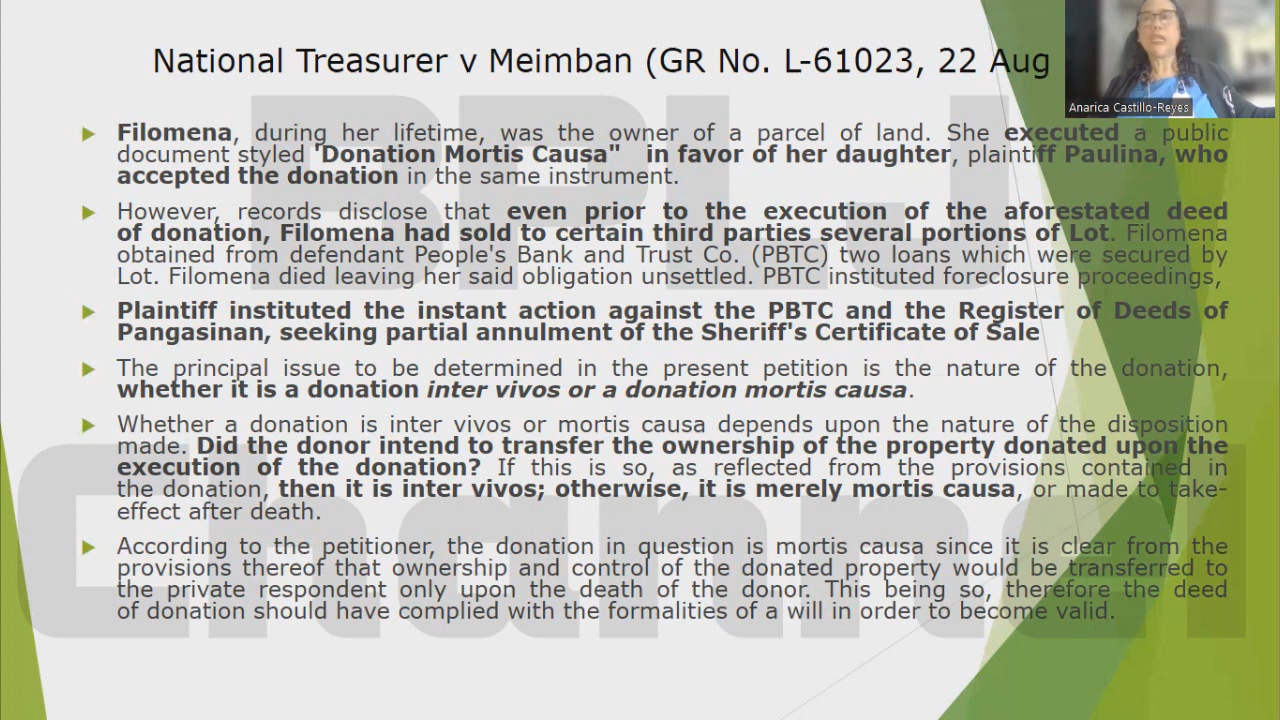 National Treasurer v Meimban (GR No. L-61023, 22 Aug
Anarica Castillo-Reyes
Filomena, during her lifetime, was the owner of a parcel of land. She executed a public
document styled 'Donation Mortis Causa" in favor of her daughter, plaintiff Paulina, who
accepted the donation in the same instrument.
However, records disclose that even prior to the execution of the aforestated deed
of donation, Filomena had sold to certain third parties several portions of Lot. Filomena
obtained from defendant People's Bank and Trust Co. (PBTC) two loans which were secured by
Lot. Filomena died leaving her said obligation unsettled. PBTC instituted foreclosure proceedings,
Plaintiff instituted the instant action against the PBTC and the Register of Deeds of
Pangasinan, seeking partial annulment of the Sheriff's Certificate of Sale
The principal issue to be determined in the present petition is the nature of the donation,
whether it is a donation inter vivos or a donation mortis causa.
Whether a donation is inter vivos or mortis causa depends upon the nature of the disposition
made. Did the donor intend to transfer the ownership of the property donated upon the
execution of the donation? If this is so, as reflected from the provisions contained in
the donation, then it is inter vivos; otherwise, it is merely mortis causa, or made to take-
effect after death.
According to the petitioner, the donation in question is mortis causa since it is clear from the
provisions thereof that ownership and control of the donated property would be transferred to
the private respondent only upon the death of the donor. This being so, therefore the deed
of donation should have complied with the formalities of a will in order to become valid.
BPLJ
Channel